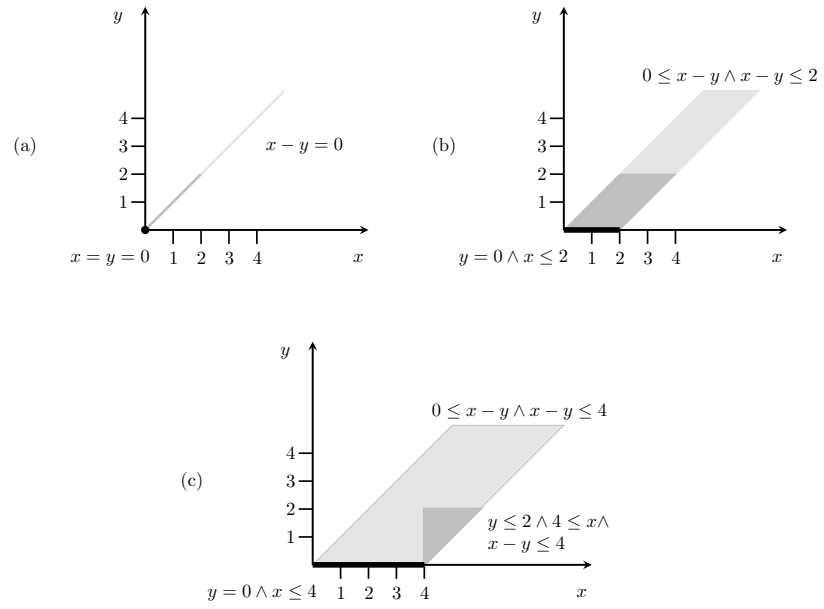 y
4
3
2
1
(a)
x − y = 0
x = y = 0
1 2 3 4
x
y
0 ≤ x − y ∧ x − y ≤ 2
4
3
2
1
(b)
y = 0 ∧ x ≤ 2
1 2 3 4
x
y
0 ≤ x − y ∧ x − y ≤ 4
4
3
2
1
(c)
y ≤ 2 ∧ 4 ≤ x∧
x − y ≤ 4
y = 0 ∧ x ≤ 4
1 2 3 4
x